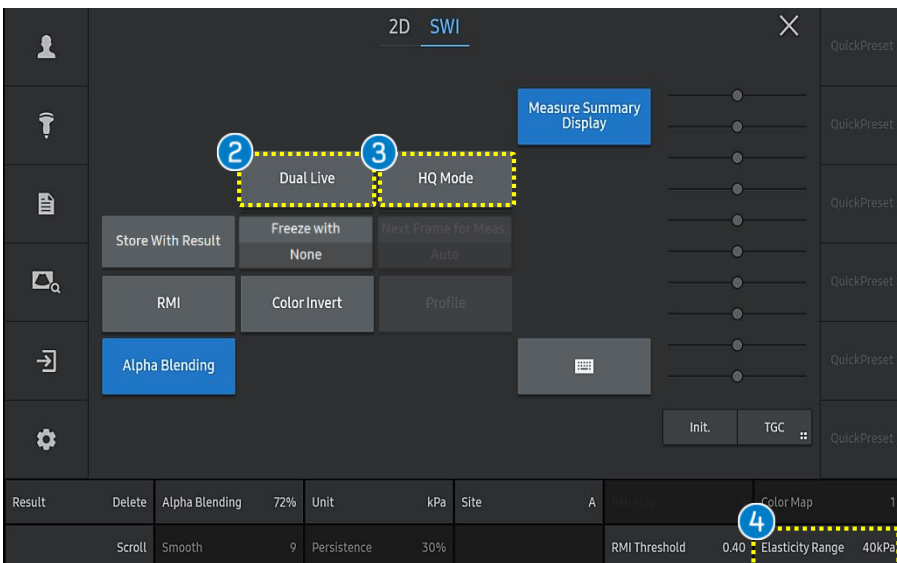 2D SWI
QuickPreset
Measure Summary
Display
QuickPreset
2
3
Dual Live
HQ Mode
QuickPreset
Store With Result
Freeze with
None
Next Frame for Meas.
Auto
QuickPreset
RMI
Color Invert
Profile
Alpha Blending
QuickPreset
Init.
TGC
QuickPreset
Result Delete
Alpha Blending 72%
Unit kPa
Site A
RMI Map
Color Map 1
4
Scroll
Smooth 9
Persistence 30%
RMI Threshold 0.40
Elasticity Range 40kPa